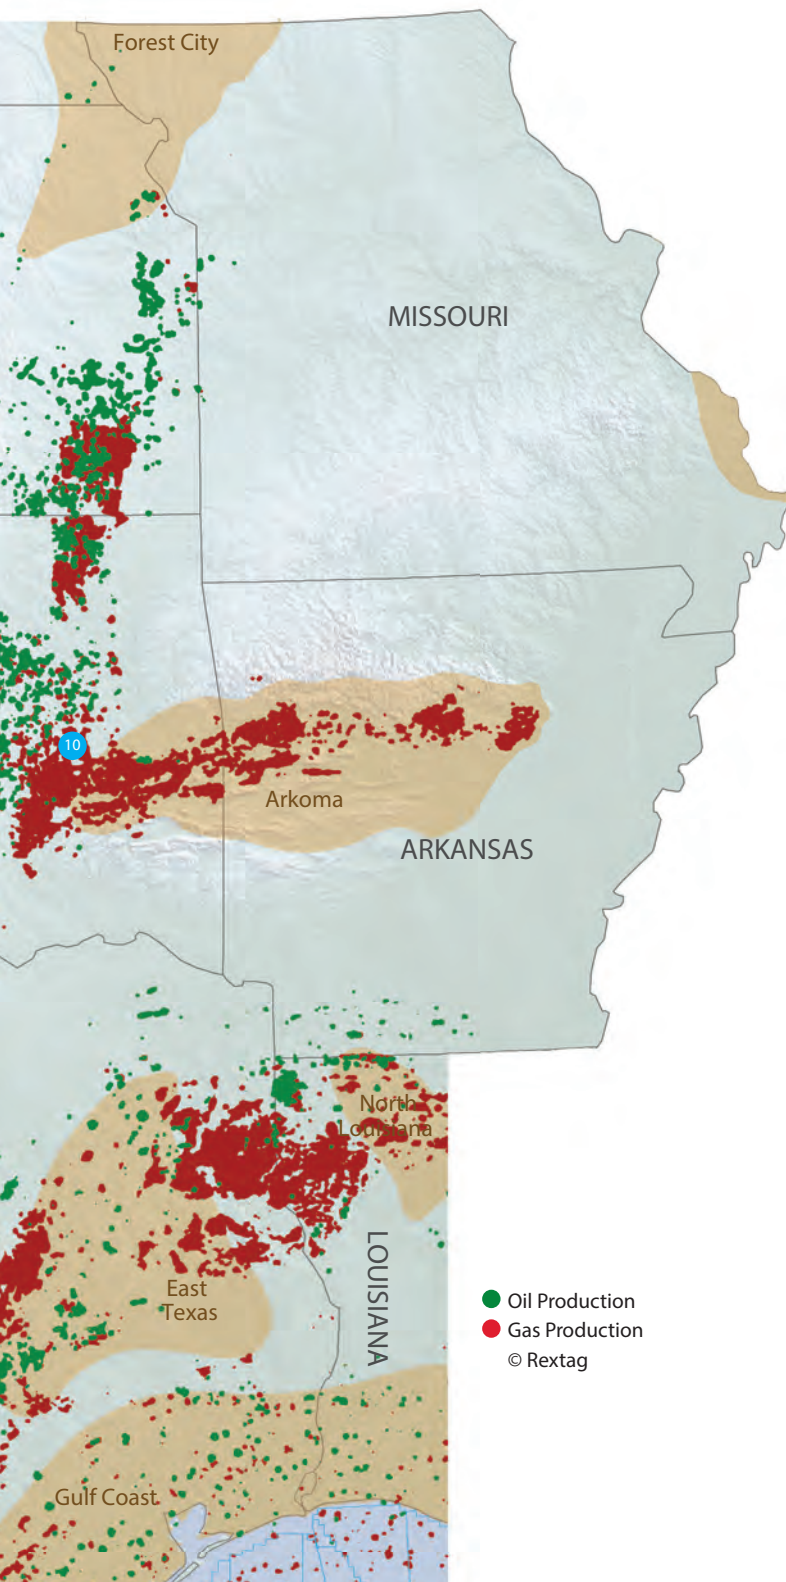 Forest City
MISSOURI
10
Arkoma
ARKANSAS
North
Louisiana
LOUISIANA
East
Texas
Oil Production
Gas Production
© Rextag
Gulf Coast